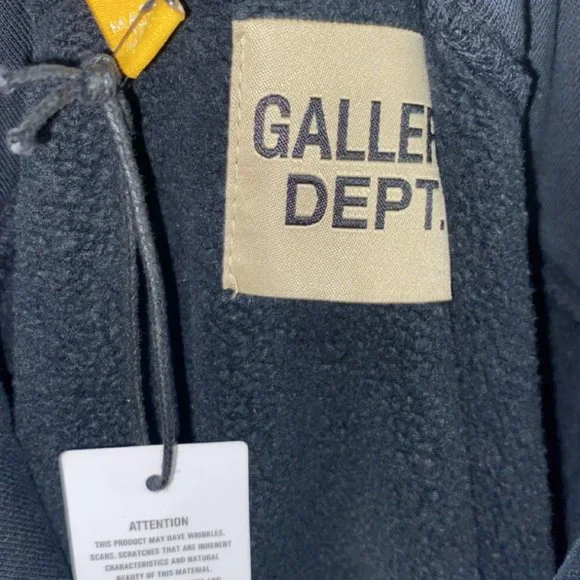 GALLER
DEPT.
ATTENTION
THIS PRODUCT MAY HAVE WRINKLES,
SCARS, SCRATCHES THAT ARE INHERENT
CHARACTERISTICS AND NATURAL
BEAUTY OF THIS MATERIAL.
AND